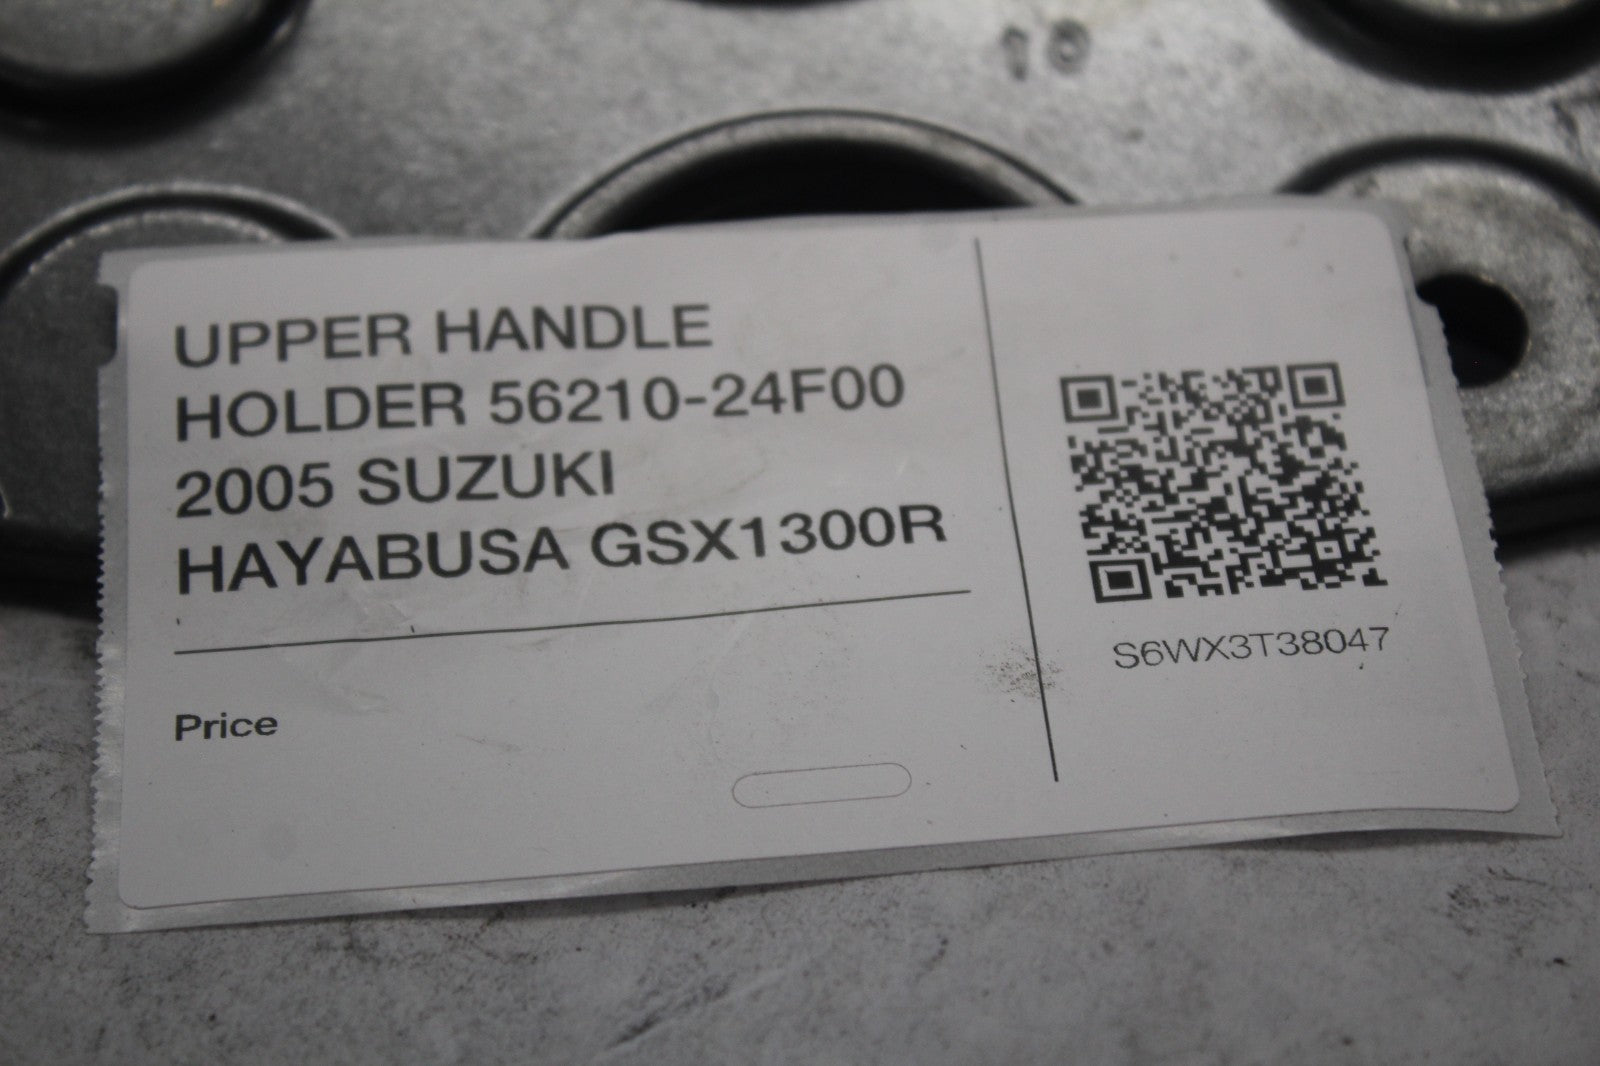 10
UPPER HANDLE
HOLDER 56210-24F00
2005 SUZUKI
HAYABUSA GSX1300R
Price
S6WX3T38047